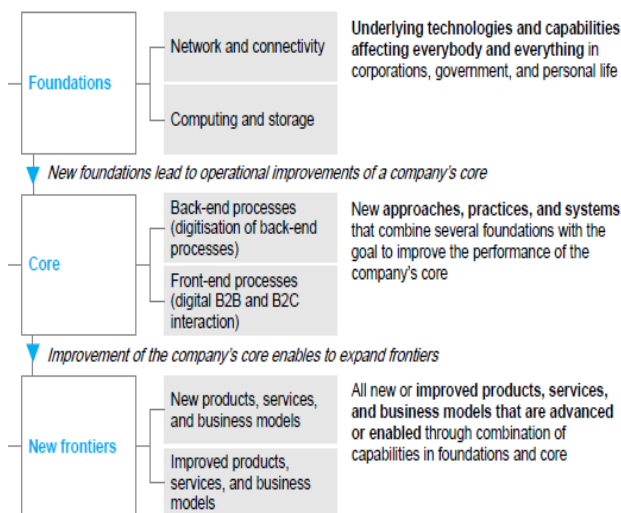 Foundations
Network and connectivity
Computing and storage
Underlying technologies and capabilities
affecting everybody and everything in
corporations, government, and personal life
New foundations lead to operational improvements of a company's core
Core
Back-end processes
(digitisation of back-end
processes)
Front-end processes
(digital B2B and B2C
interaction)
New approaches, practices, and systems
that combine several foundations with the
goal to improve the performance of the
company's core
Improvement of the company's core enables to expand frontiers
New frontiers
New products, services,
and business models
Improved products,
services, and business
models
All new or improved products, services,
and business models that are advanced
or enabled through combination of
capabilities in foundations and core